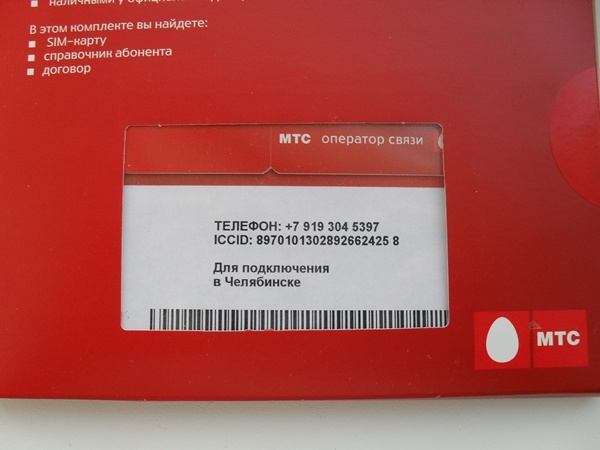 наличными у
В этом комплекте вы найдете:
SIM-карту
справочник абонента
договор
МТС оператор связи
ТЕЛЕФОН: +7 919 304 5397
ICCID: 8970101302892662425 8
Для подключения
в Челябинске
МТС